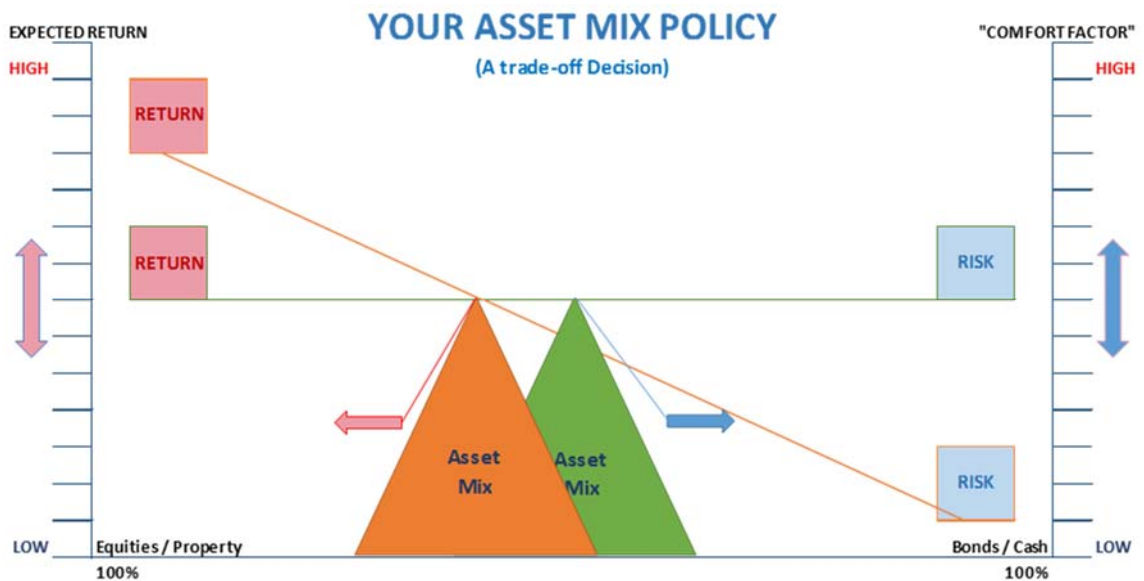 YOUR ASSET MIX POLICY
(A trade-off Decision)
EXPECTED RETURN
"COMFORT FACTOR"
HIGH
HIGH
RETURN
RETURN
RISK
Asset
Mix
Asset
Mix
RISK
LOW
Equities / Property
Bonds / Cash
LOW
100%
100%